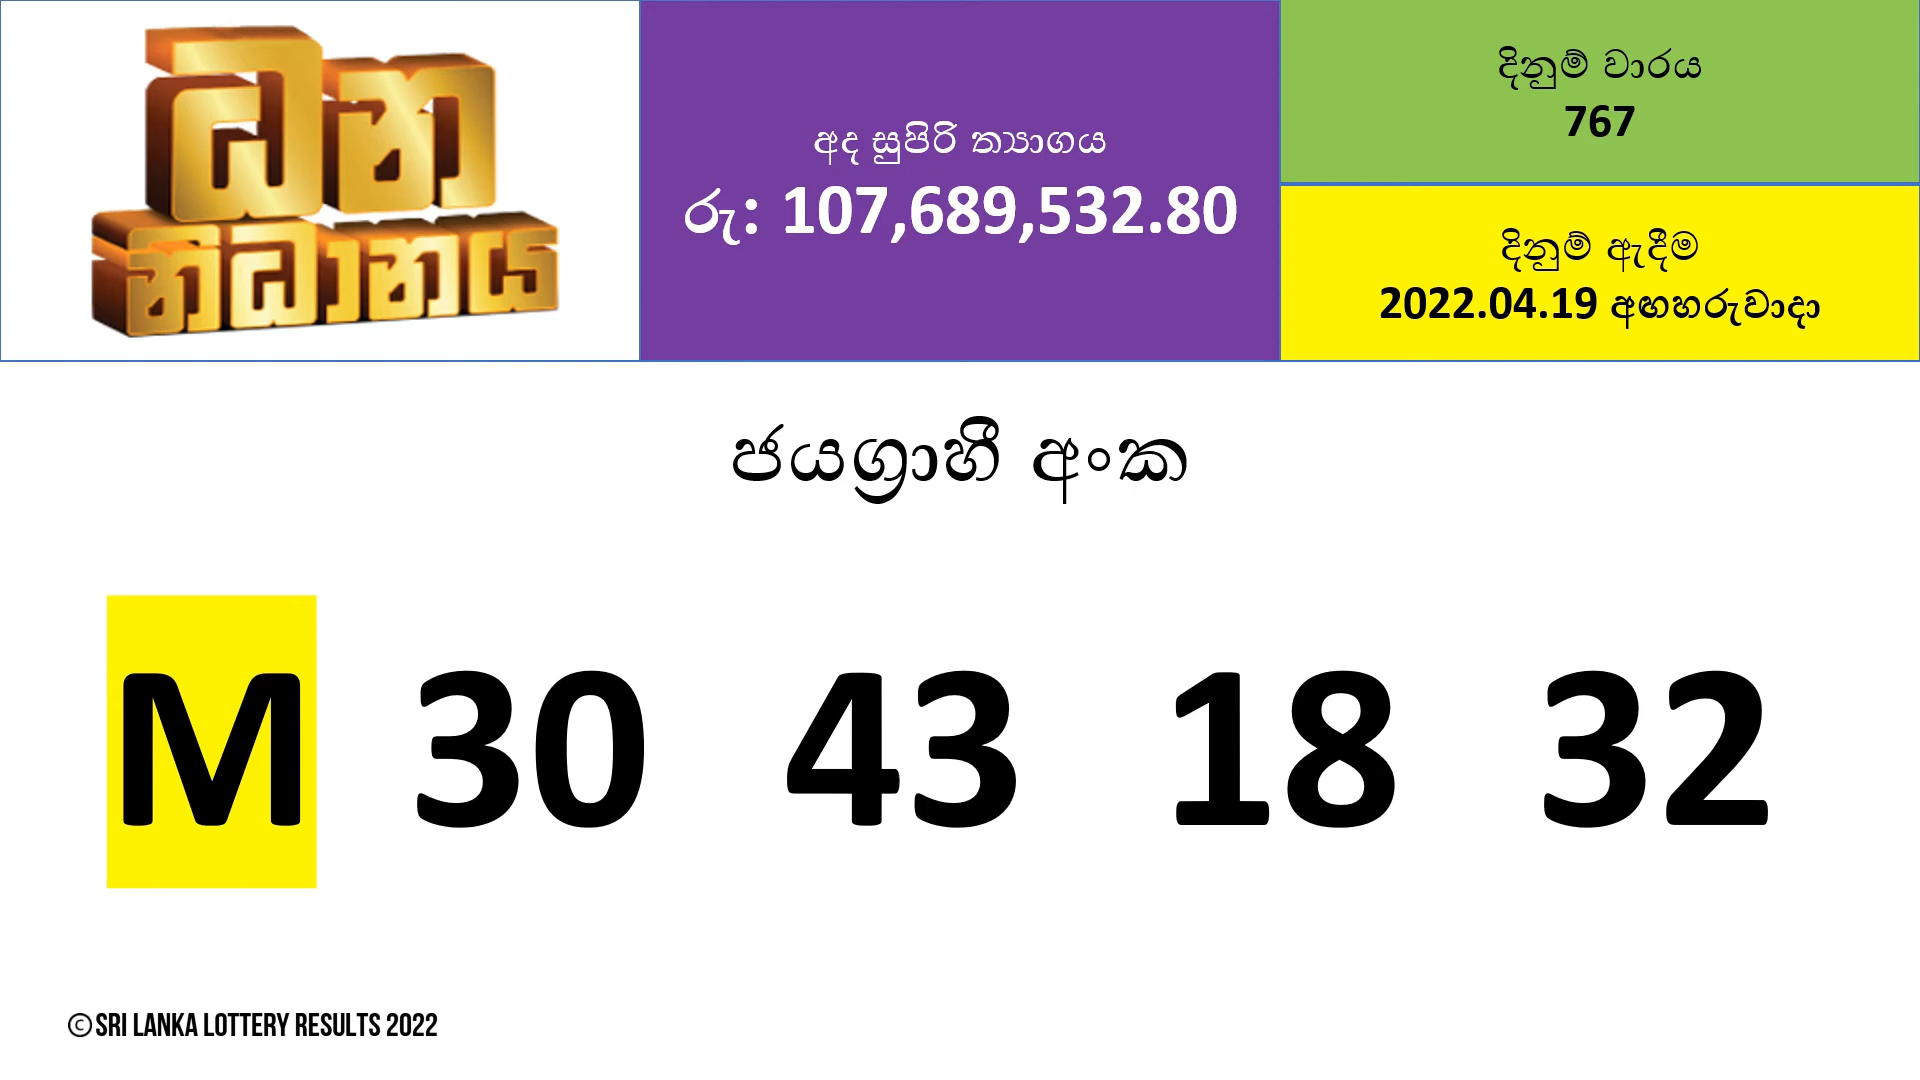 ධන
නිධානය
අද සුපිරි ත්‍යාගය
රු: 107,689,532.80
දිනුම් වාරය
767
දිනුම් ඇදීම
2022.04.19 අඟහරුවාදා
ජයග්‍රාහී අංක
M 30 43 18 32
© SRI LANKA LOTTERY RESULTS 2022